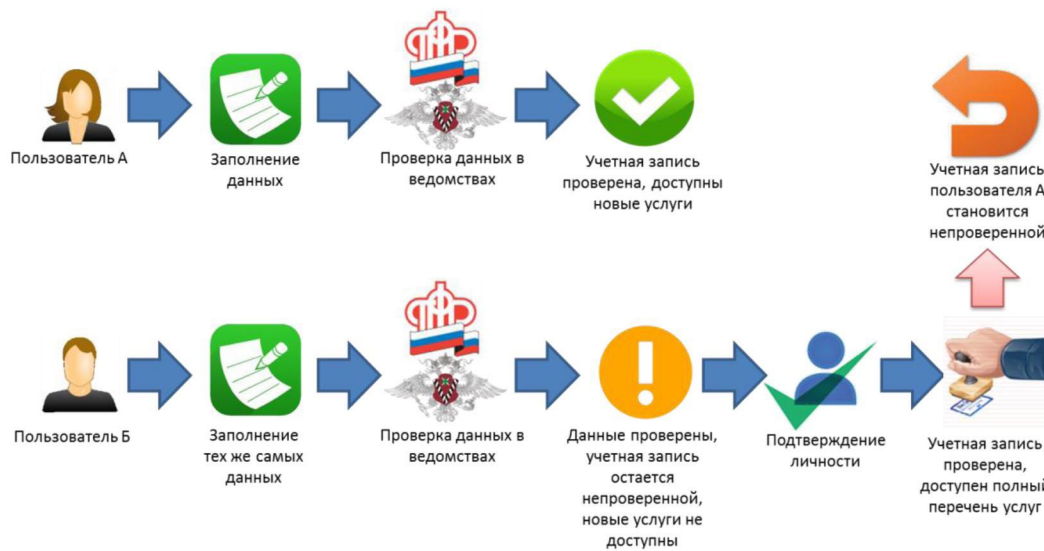 Пользователь А
Заполнение
данных
Проверка данных в
ведомствах
Учетная запись
проверена, доступны
новые услуги
Учетная запись
пользователя А
становится
непроверенной
Пользователь Б
Заполнение
тех же самых
данных
Проверка данных в
ведомствах
Данные проверены,
учетная запись
остается
непроверенной,
новые услуги не
доступны
Подтверждение
личности
Учетная запись
проверена,
доступен полный
перечень услуг